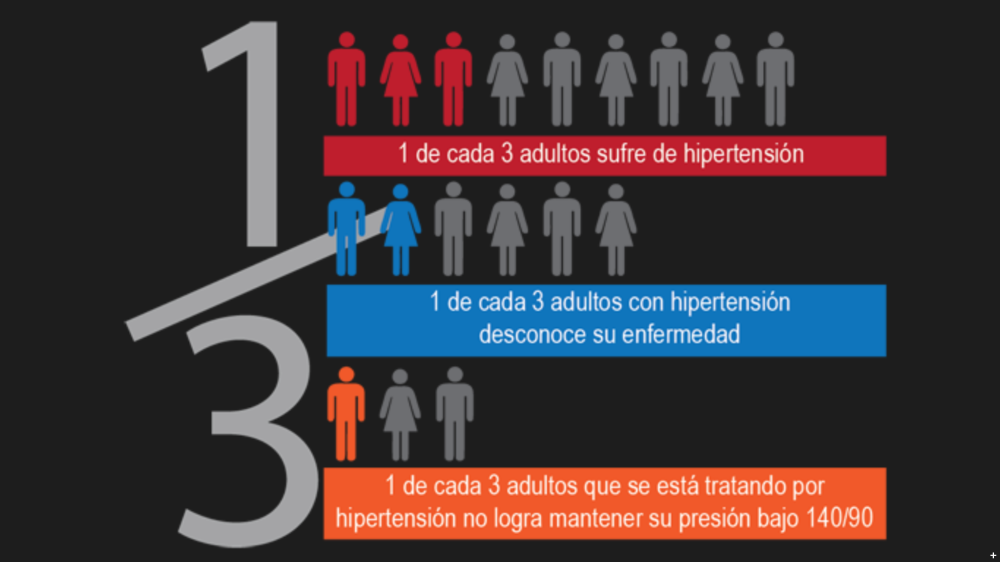 1
3
1 de cada 3 adultos sufre de hipertensión
1 de cada 3 adultos con hipertensión
desconoce su enfermedad
1 de cada 3 adultos que se está tratando por
hipertensión no logra mantener su presión bajo 140/90